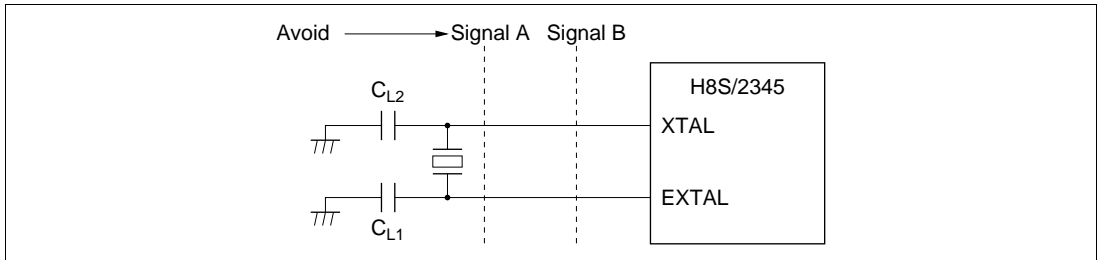 Avoid Signal A Signal B
H8S/2345
CL2
XTAL
EXTAL
CL1